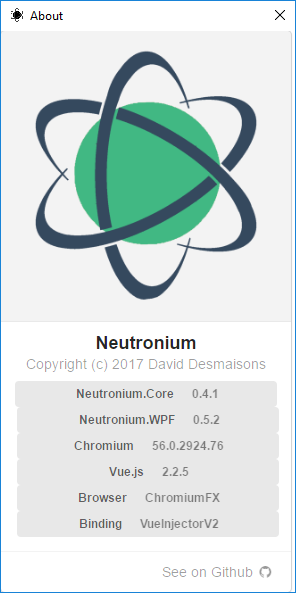 About
Neutronium
Copyright (c) 2017 David Desmaisons
Neutronium.Core 0.4.1
Neutronium.WPF 0.5.2
Chromium 56.0.2924.76
Vue.js 2.2.5
Browser ChromiumFX
Binding VueInjectorV2
See on Github